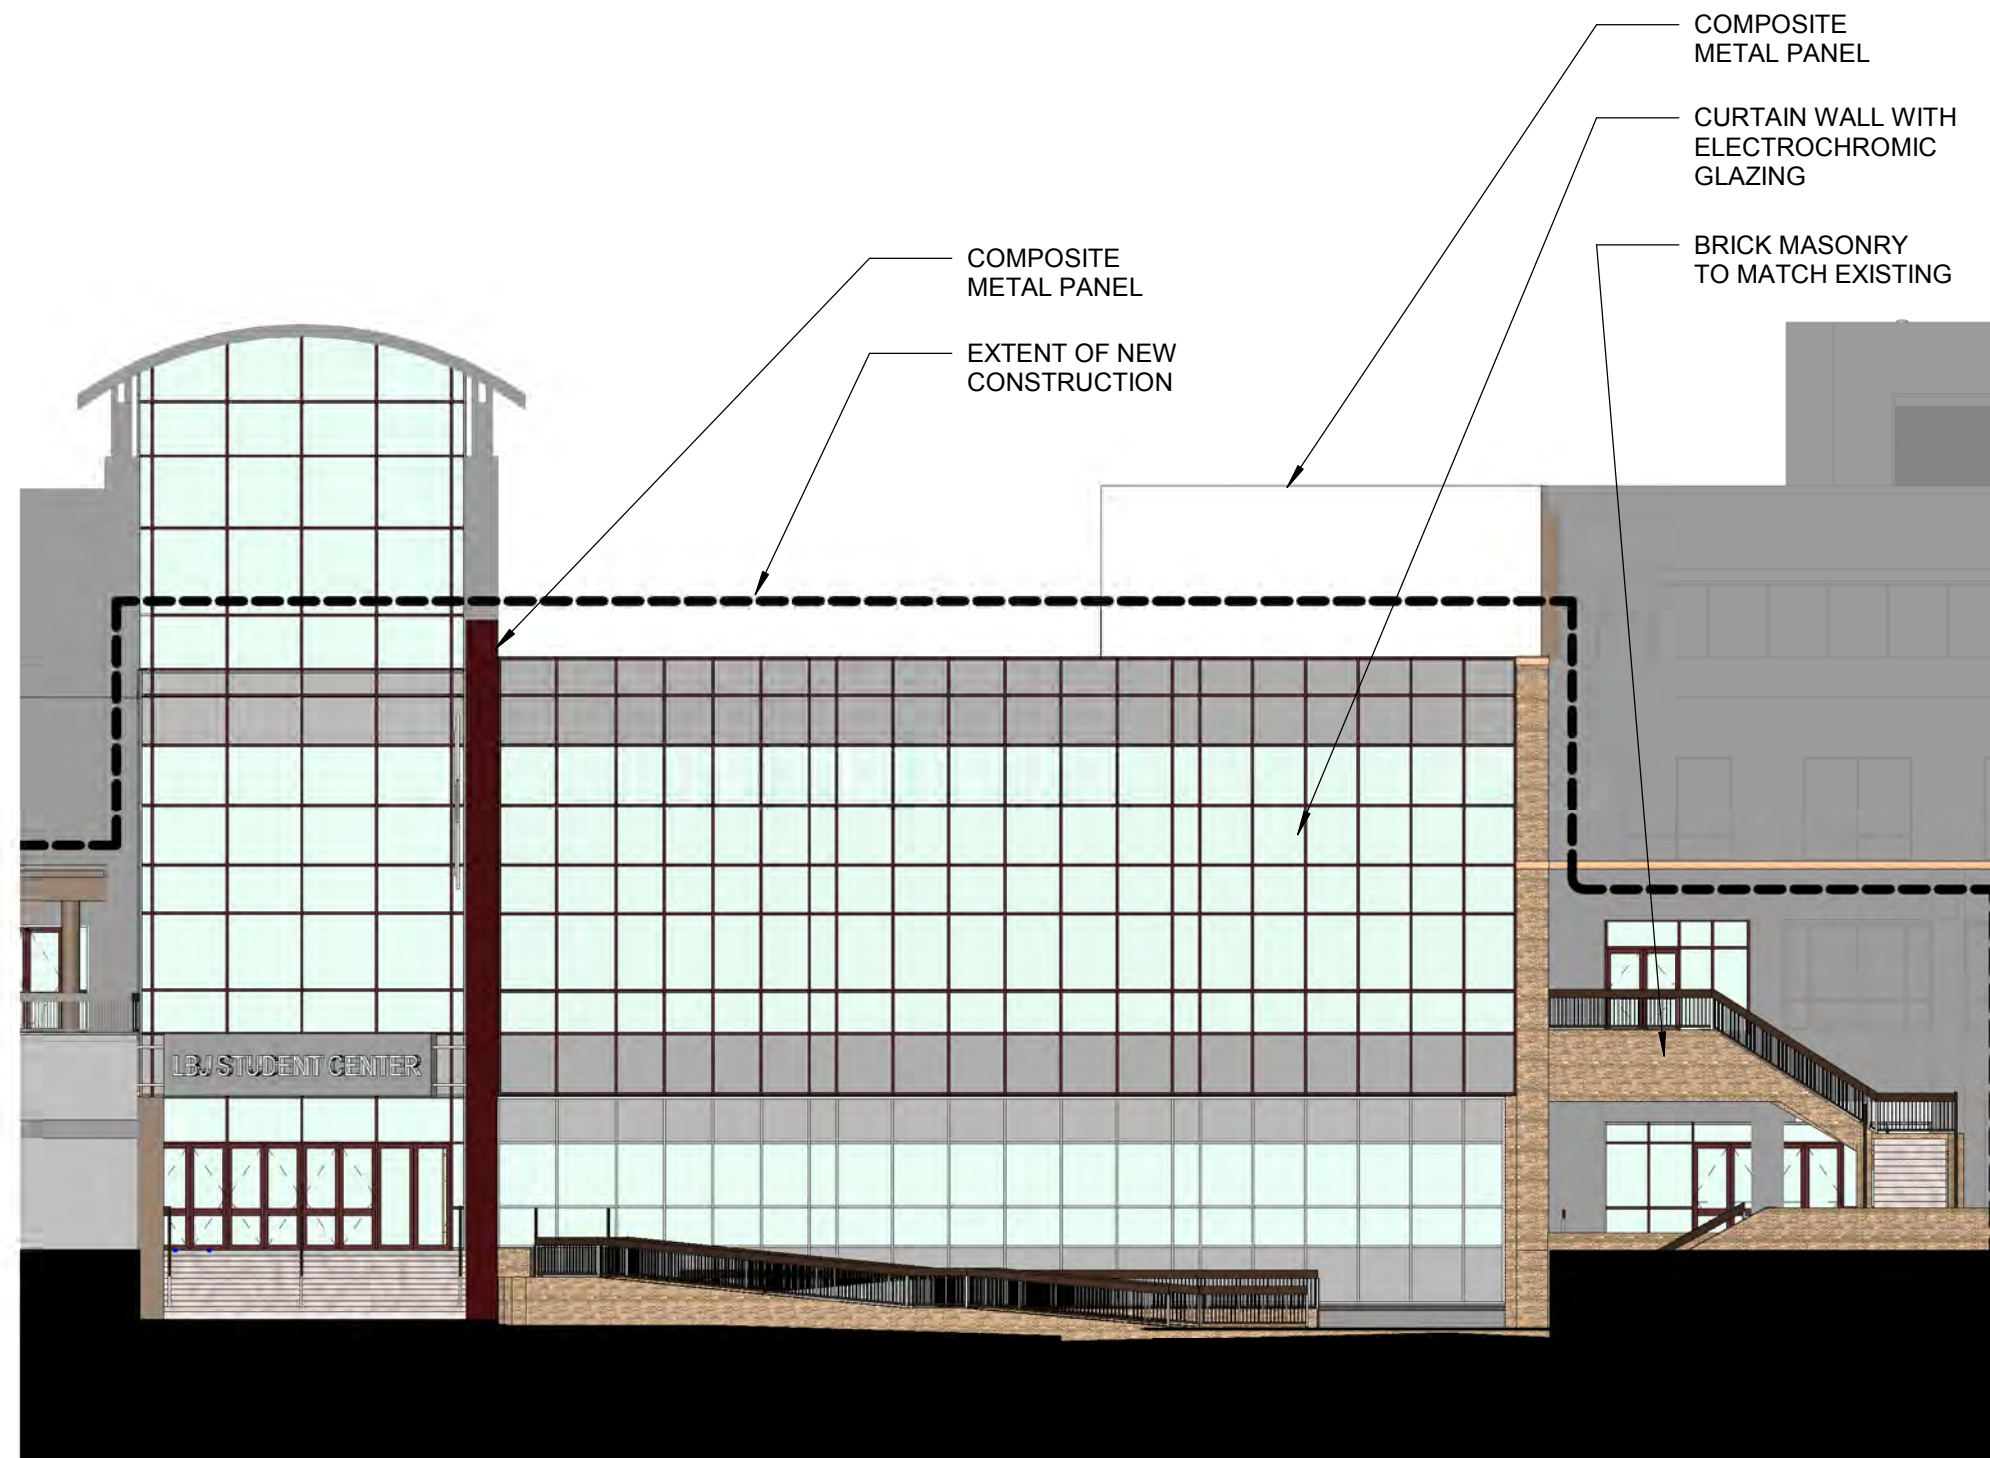 COMPOSITE
METAL PANEL
CURTAIN WALL WITH
ELECTROCHROMIC
GLAZING
BRICK MASONRY
TO MATCH EXISTING
COMPOSITE
METAL PANEL
EXTENT OF NEW
CONSTRUCTION
LBJ STUDENT CENTER